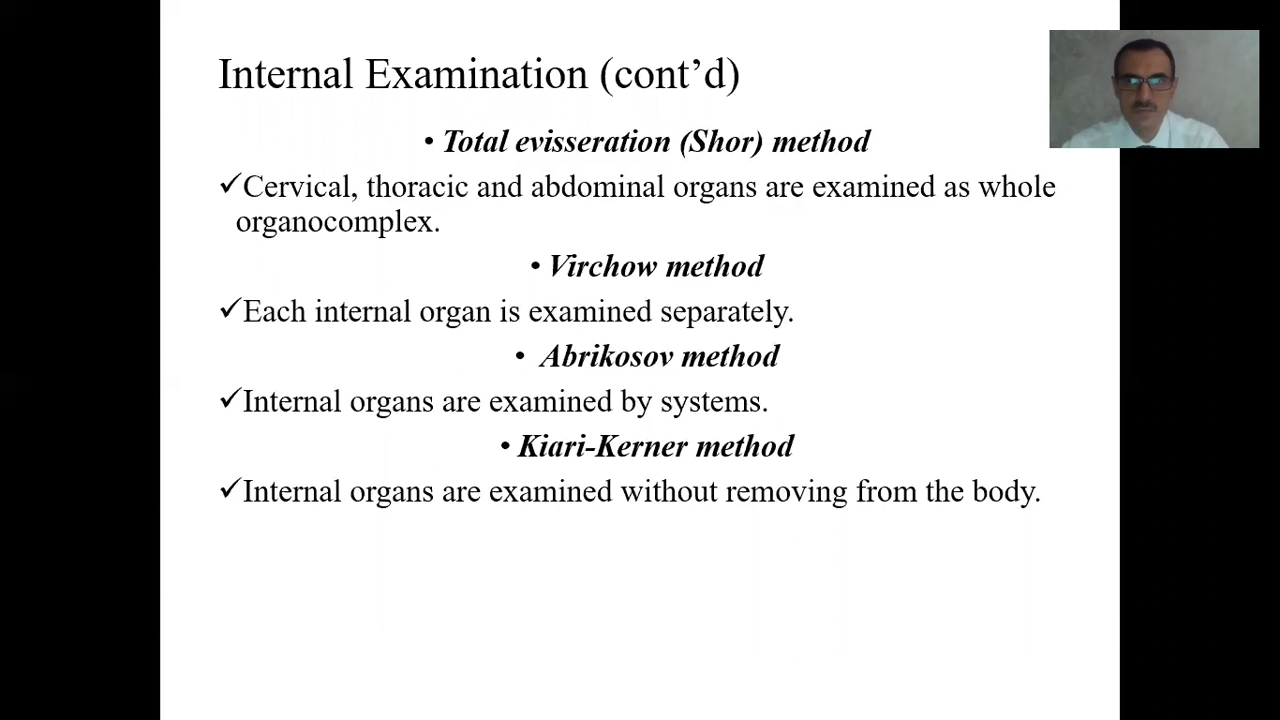 Internal Examination (cont’d)
• Total evisseration (Shor) method
✓Cervical, thoracic and abdominal organs are examined as whole
organocomplex.
• Virchow method
✓Each internal organ is examined separately.
• Abrikosov method
✓Internal organs are examined by systems.
• Kiari-Kerner method
✓Internal organs are examined without removing from the body.